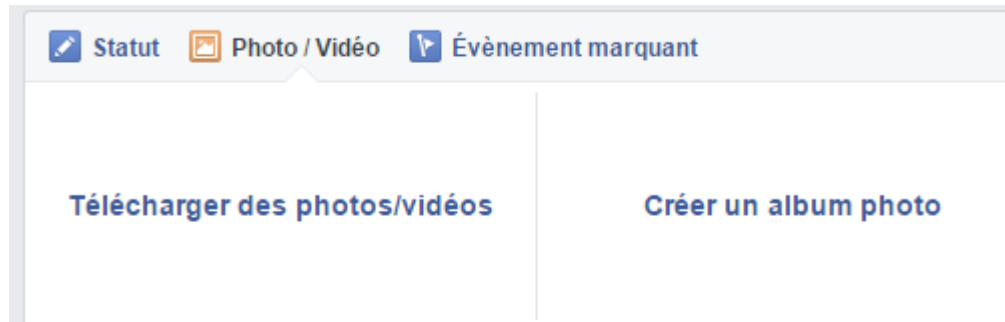 Statut Photo / Vidéo Évènement marquant
Télécharger des photos/vidéos Créer un album photo